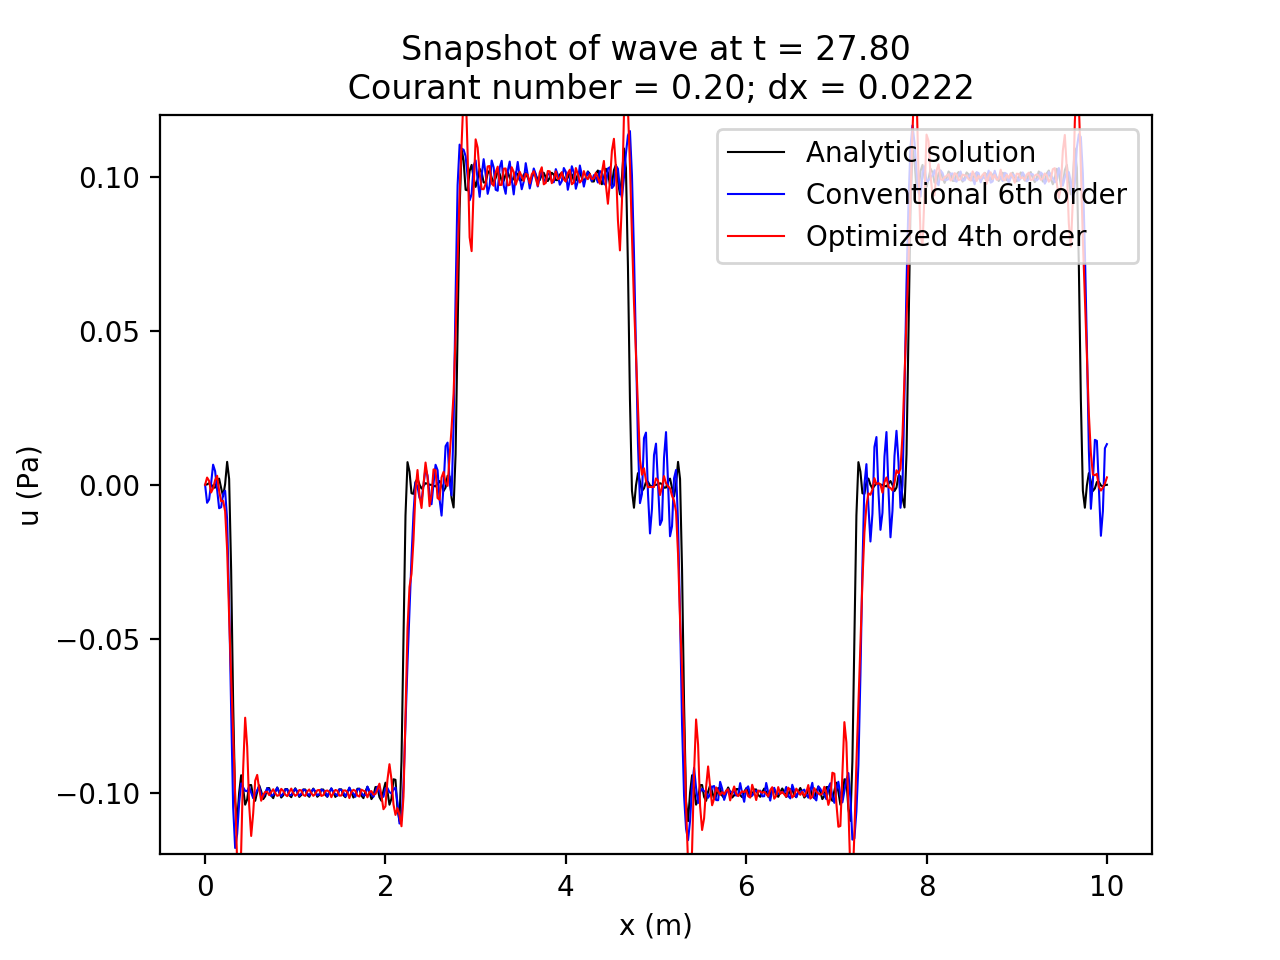 Snapshot of wave at t = 27.80
Courant number = 0.20; dx = 0.0222
Analytic solution
Conventional 6th order
Optimized 4th order
0.10
0.05
0.00
−0.05
−0.10
u (Pa)
0 2 4 6 8 10
x (m)